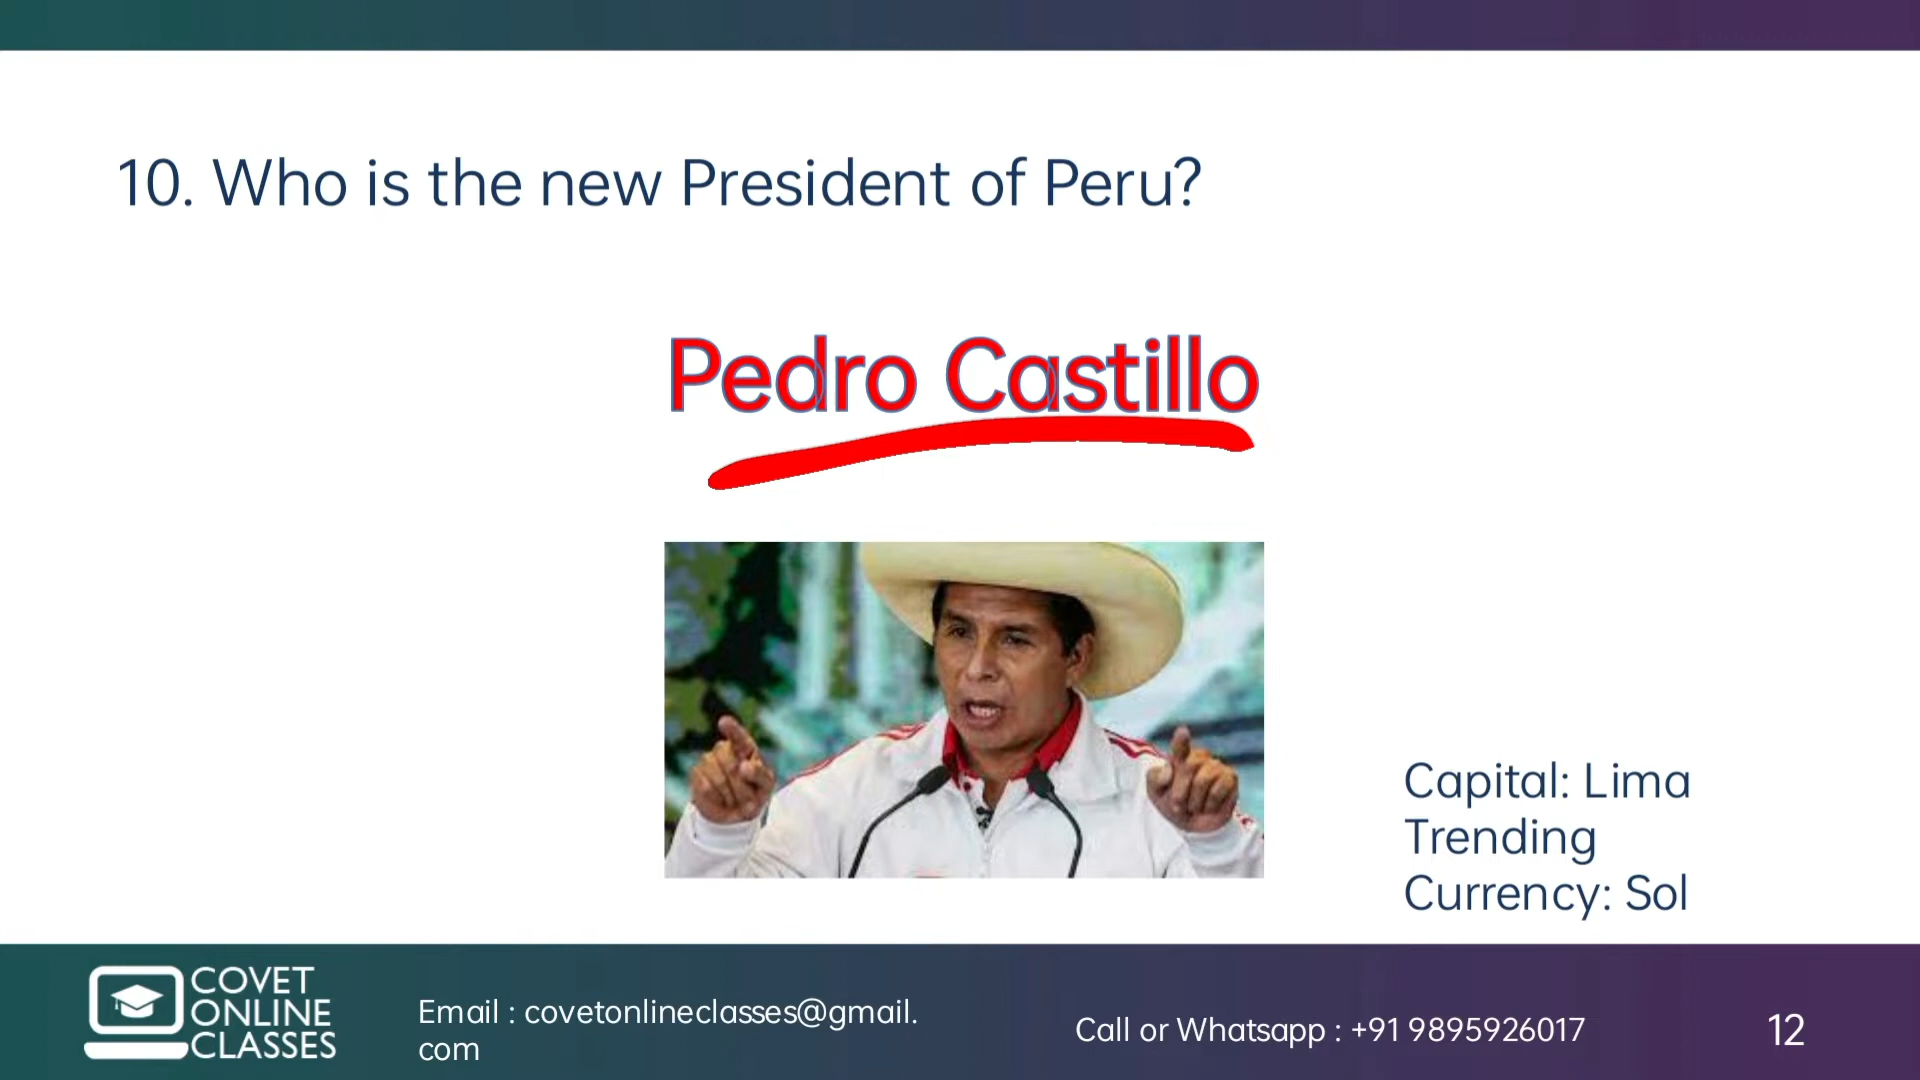 10. Who is the new President of Peru?
Pedro Castillo
Capital: Lima
Trending
Currency: Sol
COVET
ONLINE
CLASSES
Email : covetonlineclasses@gmail.
com
Call or Whatsapp : +91 9895926017
12